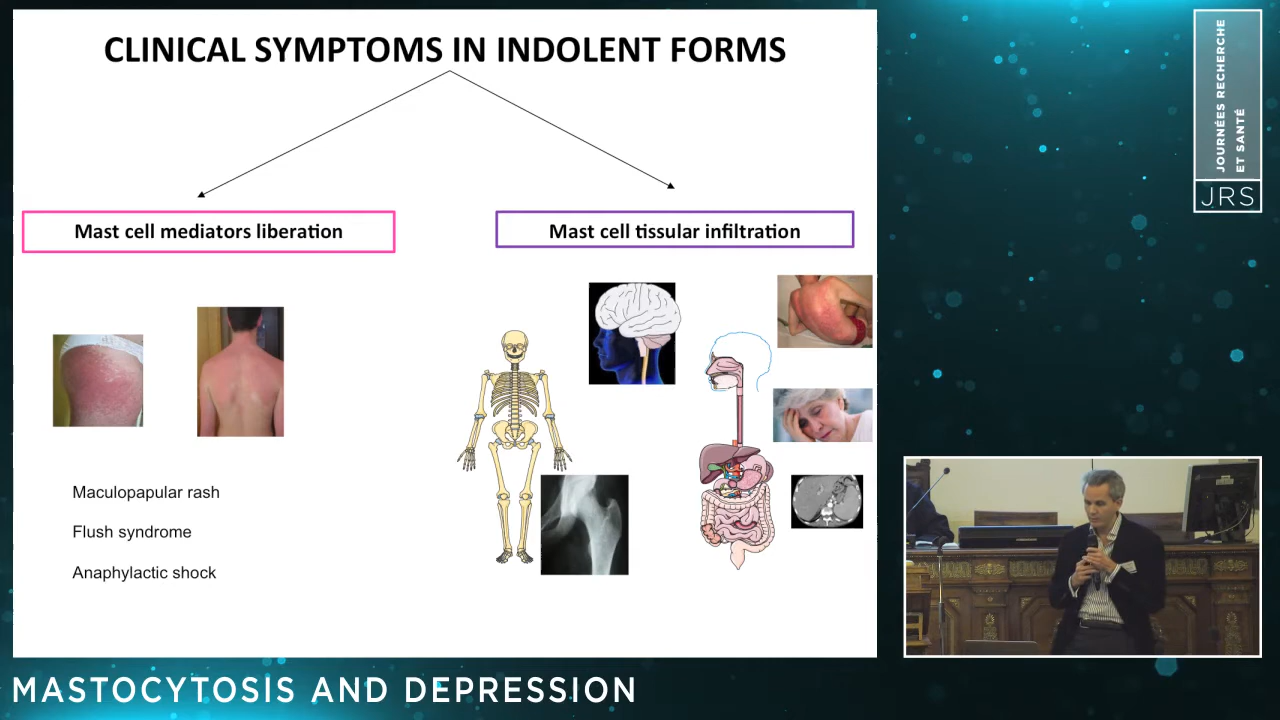 CLINICAL SYMPTOMS IN INDOLENT FORMS
Mast cell mediators liberation
Mast cell tissular infiltration
Maculopapular rash
Flush syndrome
Anaphylactic shock
JOURNÉES RECHERCHE
ET SANTÉ
JRS
MASTOCYTOSIS AND DEPRESSION